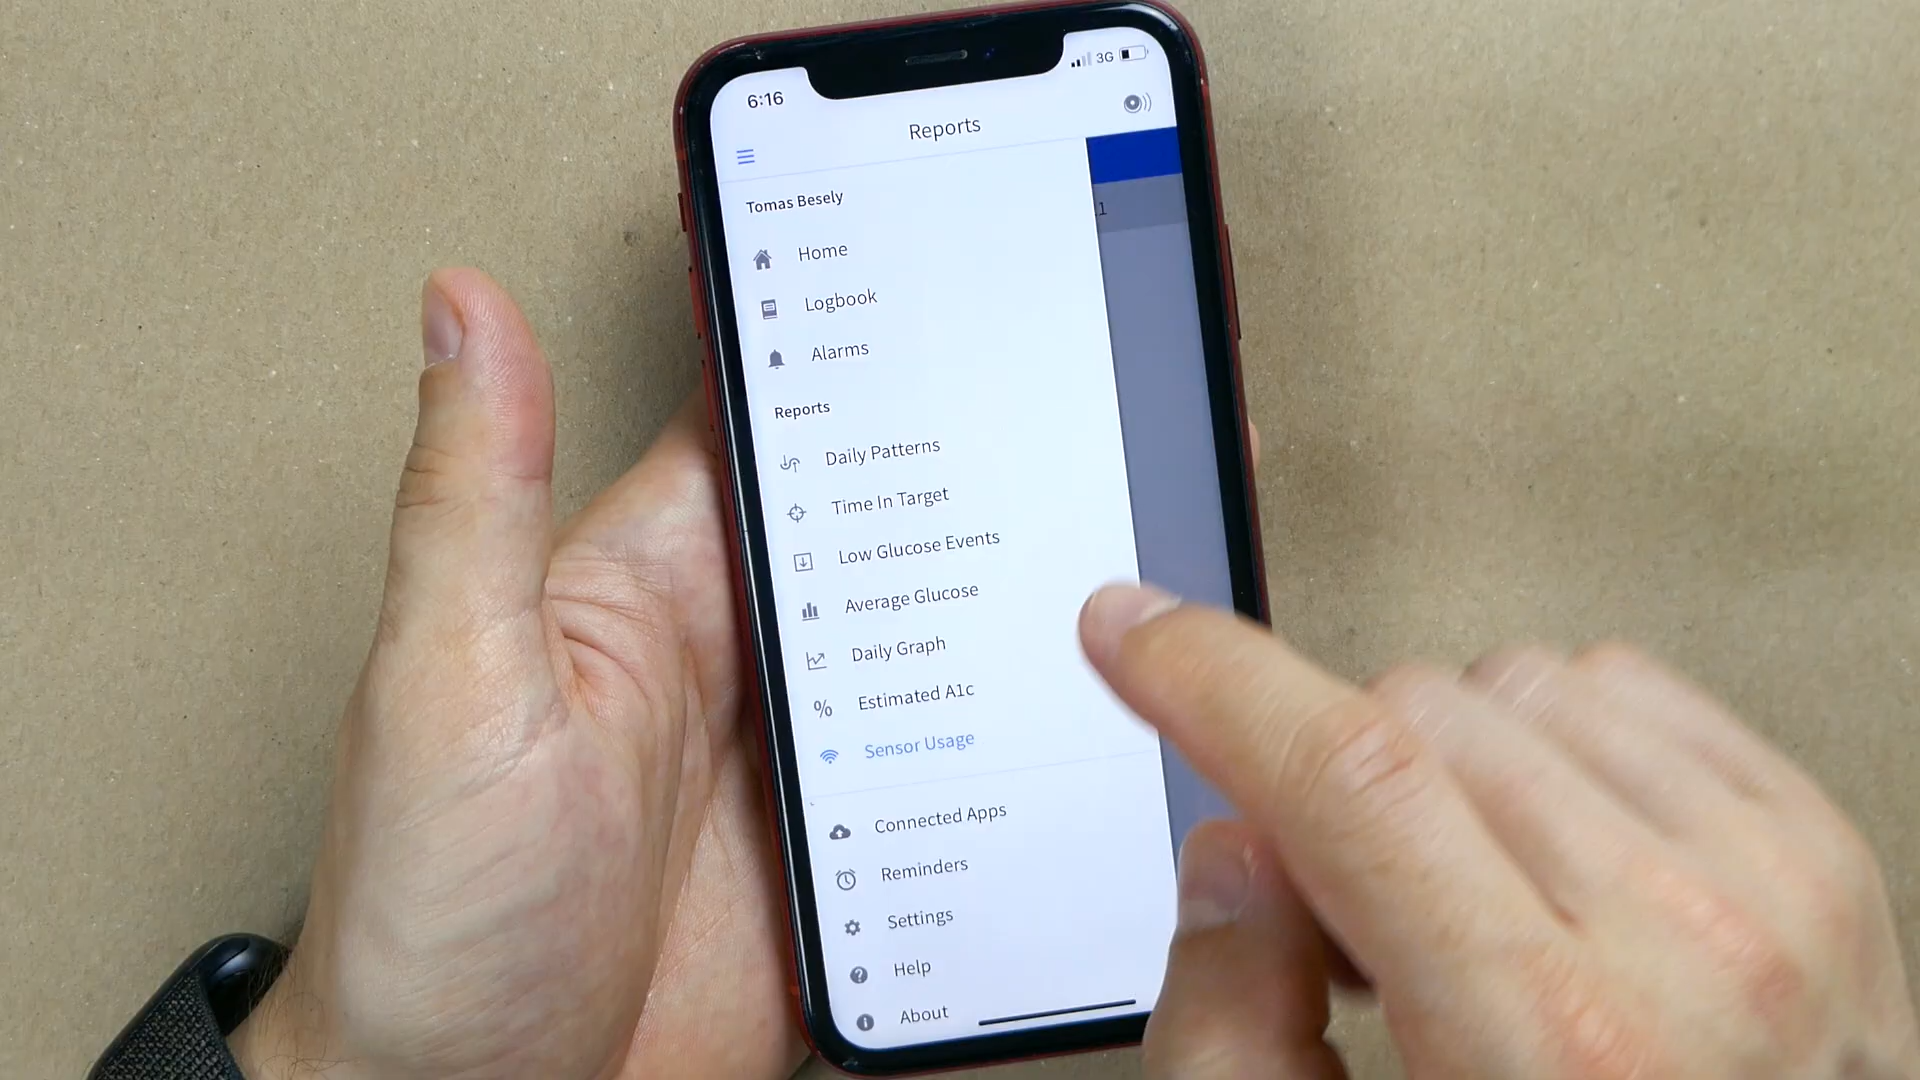 6:16
3G
Reports
Tomas Besely
Home
Logbook
Alarms
Reports
Daily Patterns
Time In Target
Low Glucose Events
Average Glucose
Daily Graph
% Estimated A1c
Sensor Usage
Connected Apps
Reminders
Settings
? Help
i About